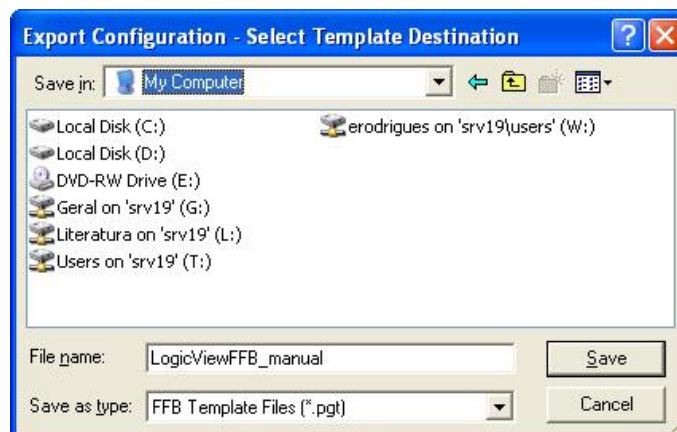 Export Configuration - Select Template Destination
Save in: My Computer
Local Disk (C:)
Local Disk (D:)
DVD-RW Drive (E:)
Geral on 'srv19' (G:)
Literatura on 'srv19' (L:)
Users on 'srv19' (T:)
erodrigues on 'srv19\users' (W:)
File name: LogicViewFFB_manual
Save
Save as type: FFB Template Files (*.pgt)
Cancel